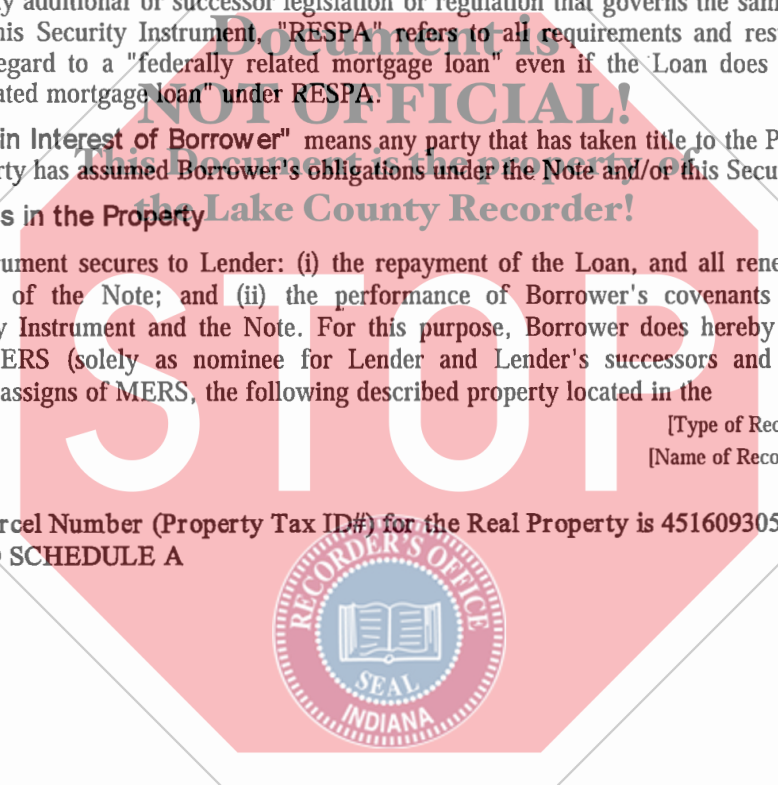 y additional or successor legislation or regulation that governs the sam
his Security Instrument, "RESPA" refers to all requirements and res
egard to a "federally related mortgage loan" even if the Loan does
ated mortgage loan" under RESPA.
in Interest of Borrower" means any party that has taken title to the P
rty has assumed Borrower's obligations under the Note and/or this Secu
s in the Property
rument secures to Lender: (i) the repayment of the Loan, and all rene
of the Note; and (ii) the performance of Borrower's covenants
y Instrument and the Note. For this purpose, Borrower does hereby
ERS (solely as nominee for Lender and Lender's successors and
assigns of MERS, the following described property located in the
[Type of Rec
[Name of Reco
rcel Number (Property Tax ID#) for the Real Property is 451609305
SCHEDULE A
Document is
NOT OFFICIAL!
This Document is the property of
the Lake County Recorder!
STOP
RECORDER'S OFFICE
SEAL
INDIANA